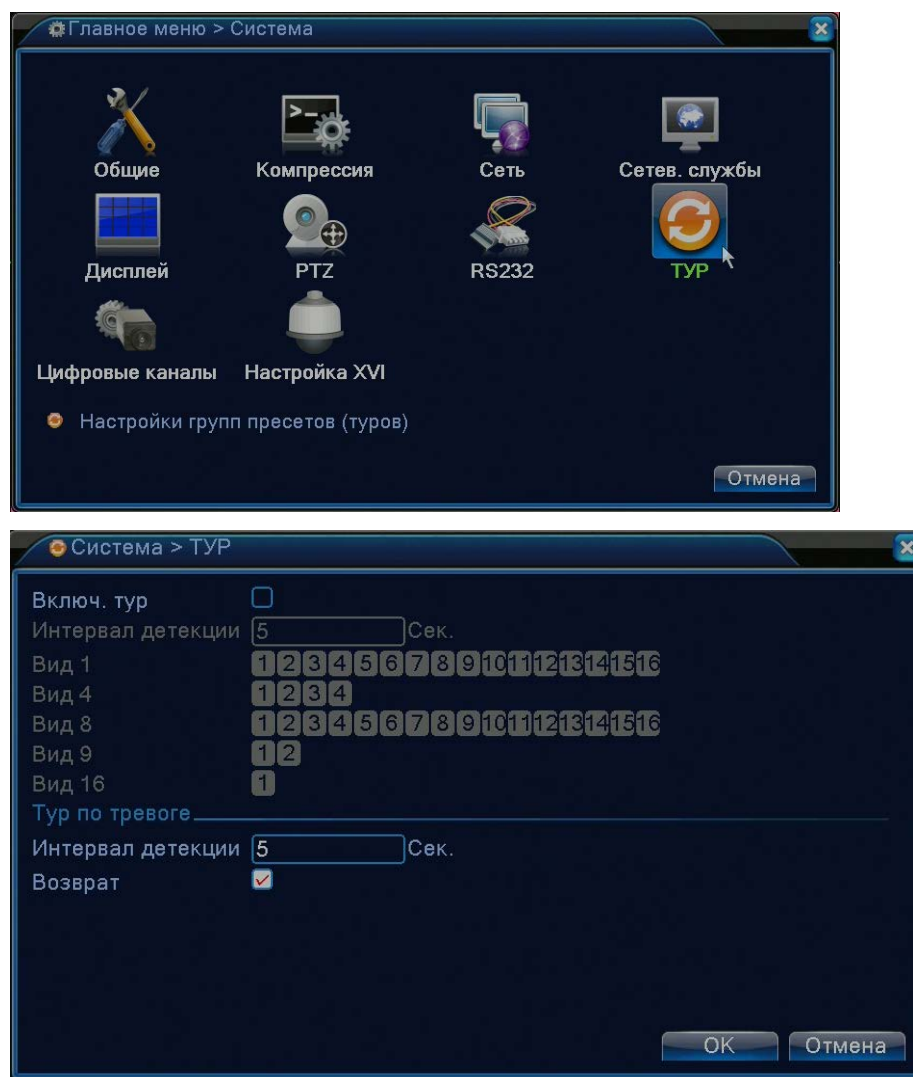 Главное меню > Система
Общие Компрессия Сеть Сетев. службы
Дисплей PTZ RS232 ТУР
Цифровые каналы Настройка XVI
Настройки групп пресетов (туров)
Отмена
Система > ТУР
Включ. тур
Интервал детекции 5 Сек.
Вид 1 1 2 3 4 5 6 7 8 9 10 11 12 13 14 15 16
Вид 4 1 2 3 4
Вид 8 1 2 3 4 5 6 7 8 9 10 11 12 13 14 15 16
Вид 9 1 2
Вид 16 1
Тур по тревоге
Интервал детекции 5 Сек.
Возврат
OK Отмена